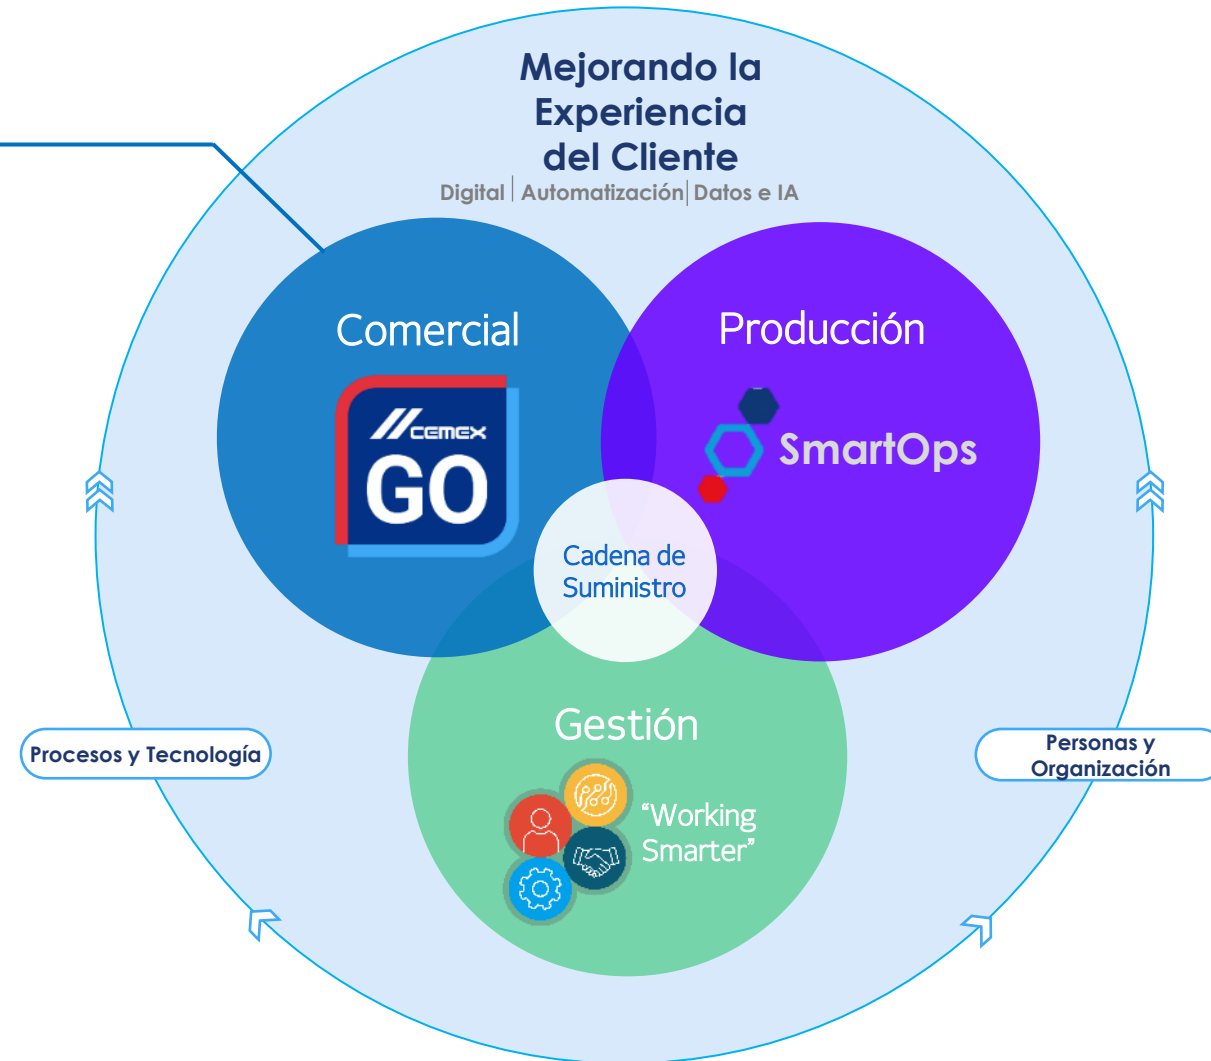 Mejorando la
Experiencia
del Cliente
Digital | Automatización | Datos e IA
Comercial
CEMEX
GO
Producción
SmartOps
Cadena de
Suministro
Gestión
“Working
Smarter”
Procesos y Tecnología
Personas y
Organización